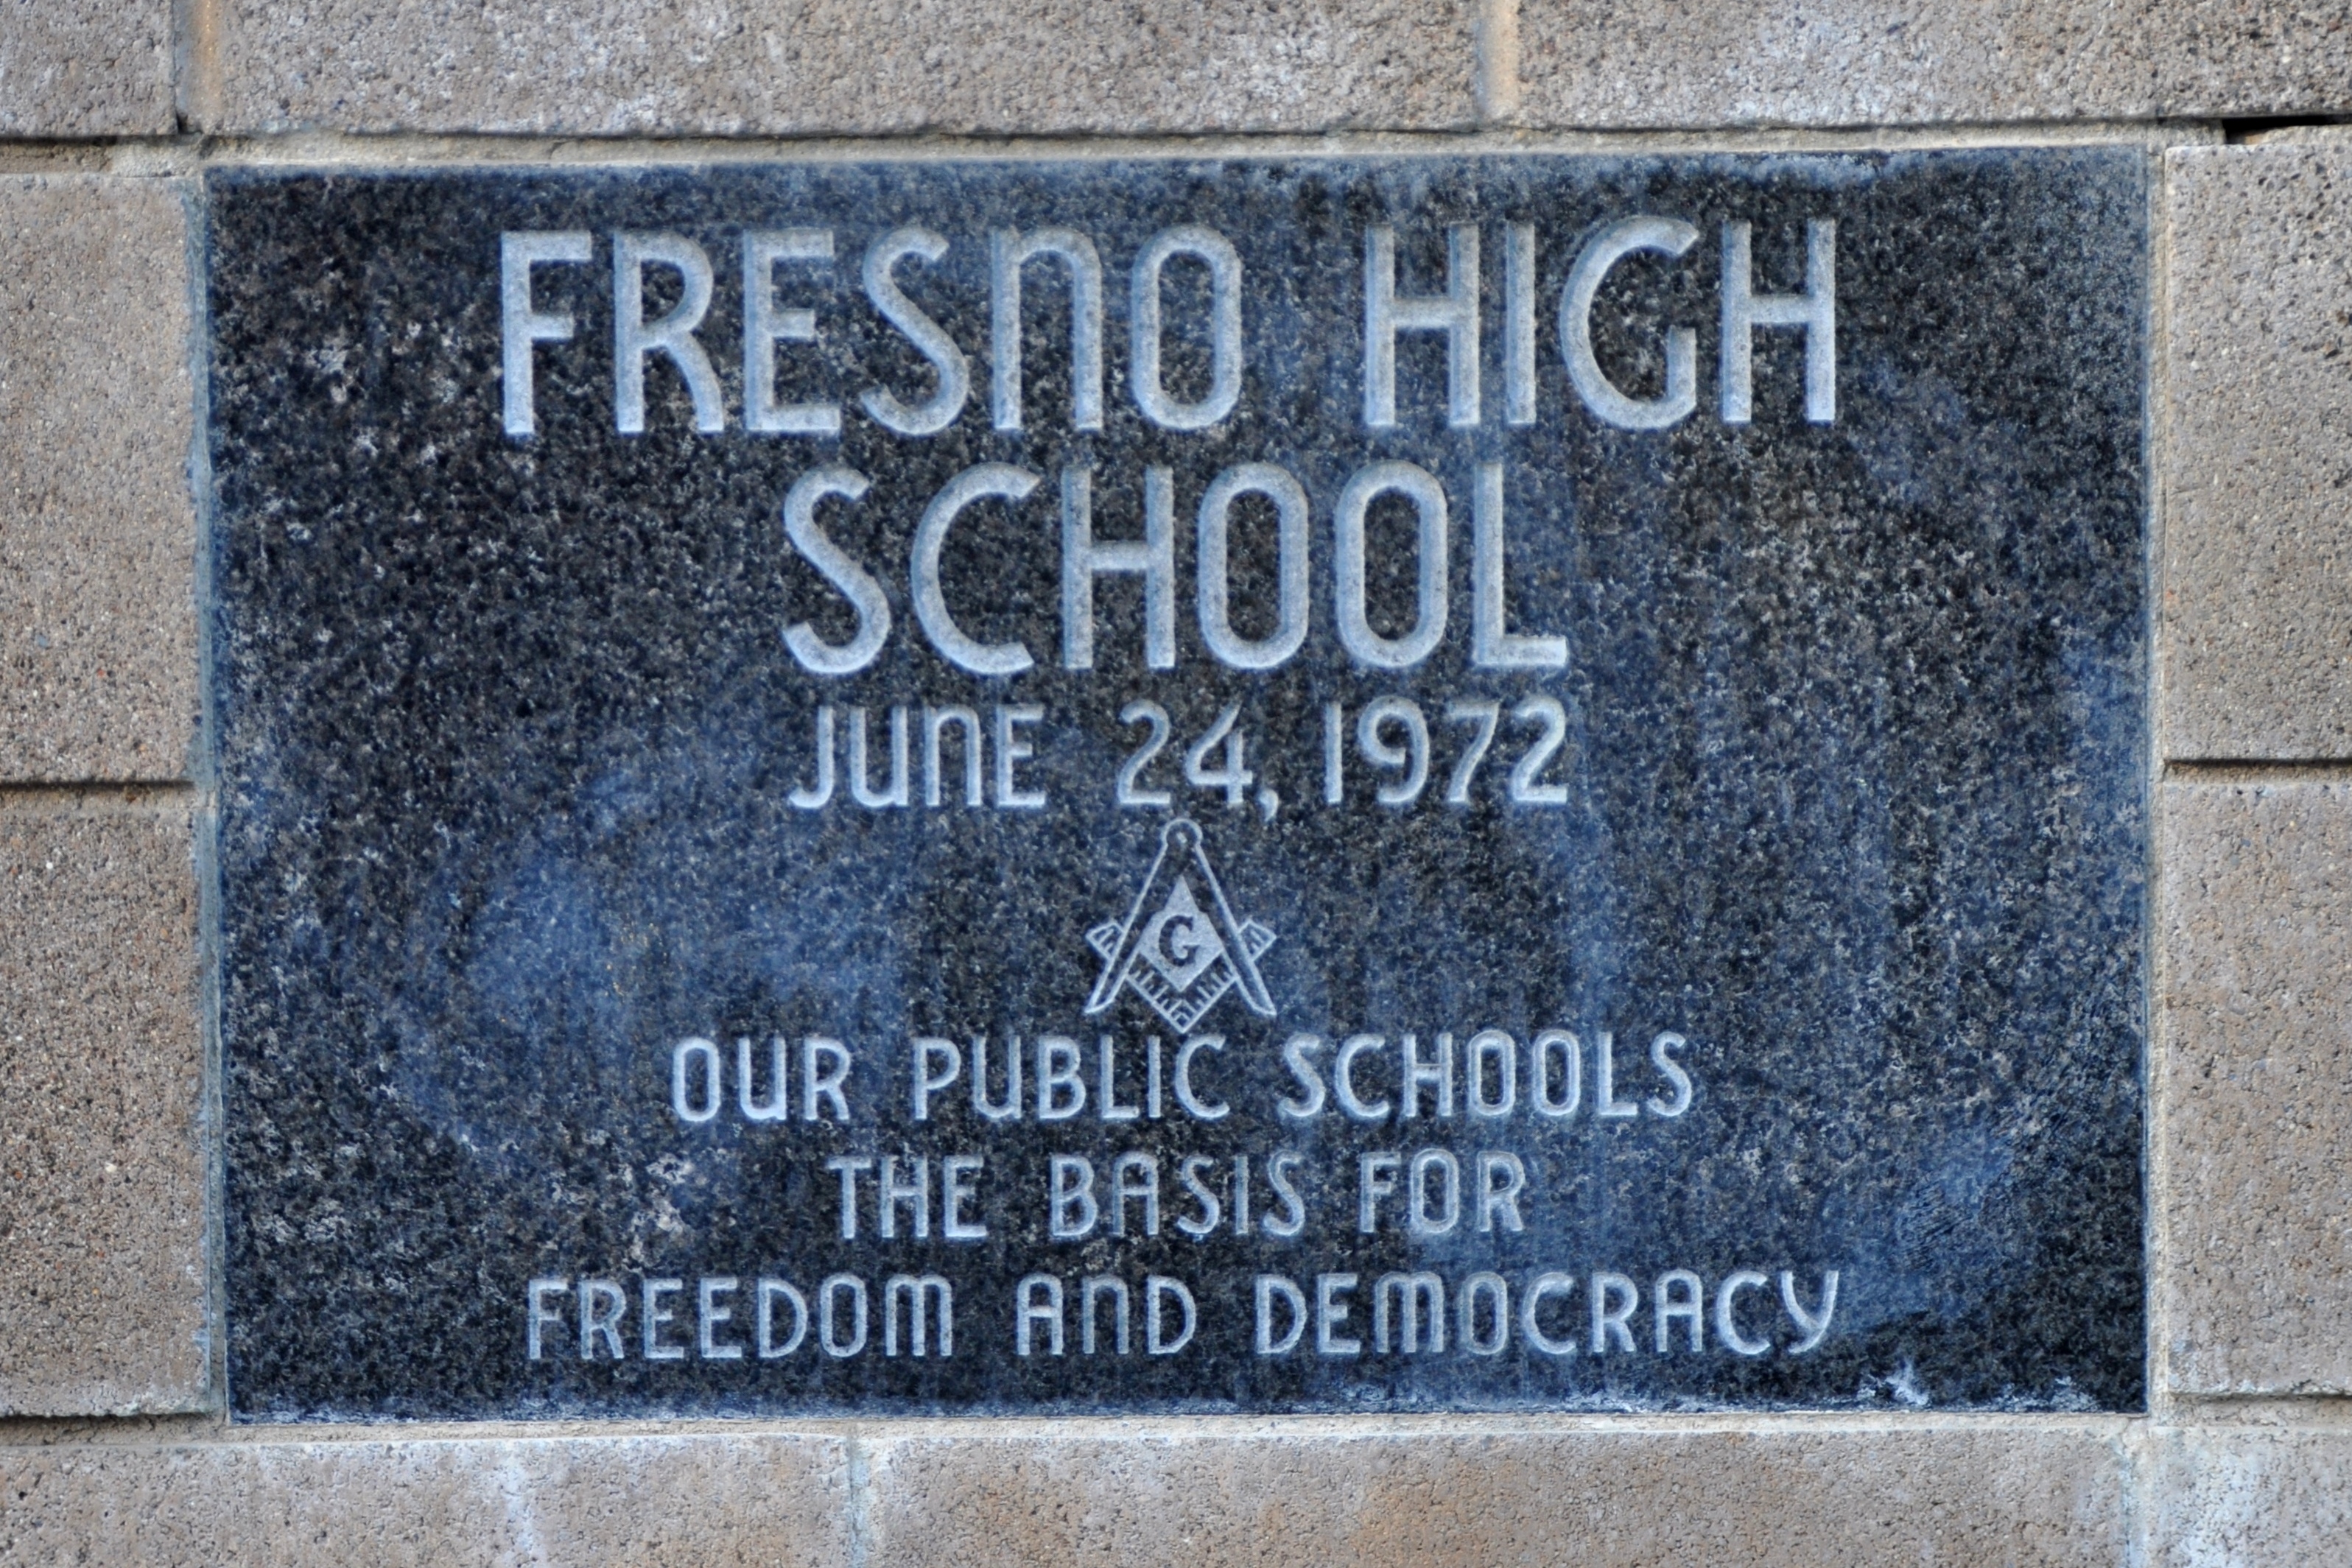 FRESNO HIGH
SCHOOL
JUNE 24, 1972
G
OUR PUBLIC SCHOOLS
THE BASIS FOR
FREEDOM AND DEMOCRACY